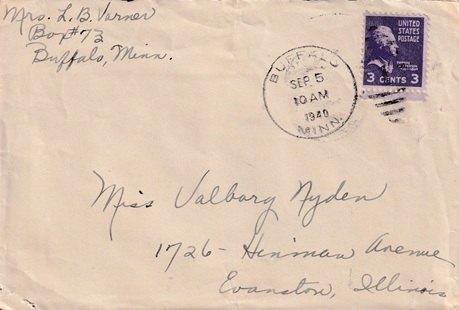 Mrs. L. B. Varner
Box #73
Buffalo, Minn.
BUFFALO
SEP 5
10 AM
1940
MINN.
UNITED
STATES
POSTAGE
3 CENTS 3
Miss Valborg Nyden
1726 - Hinman Avenue
Evanston, Illinois